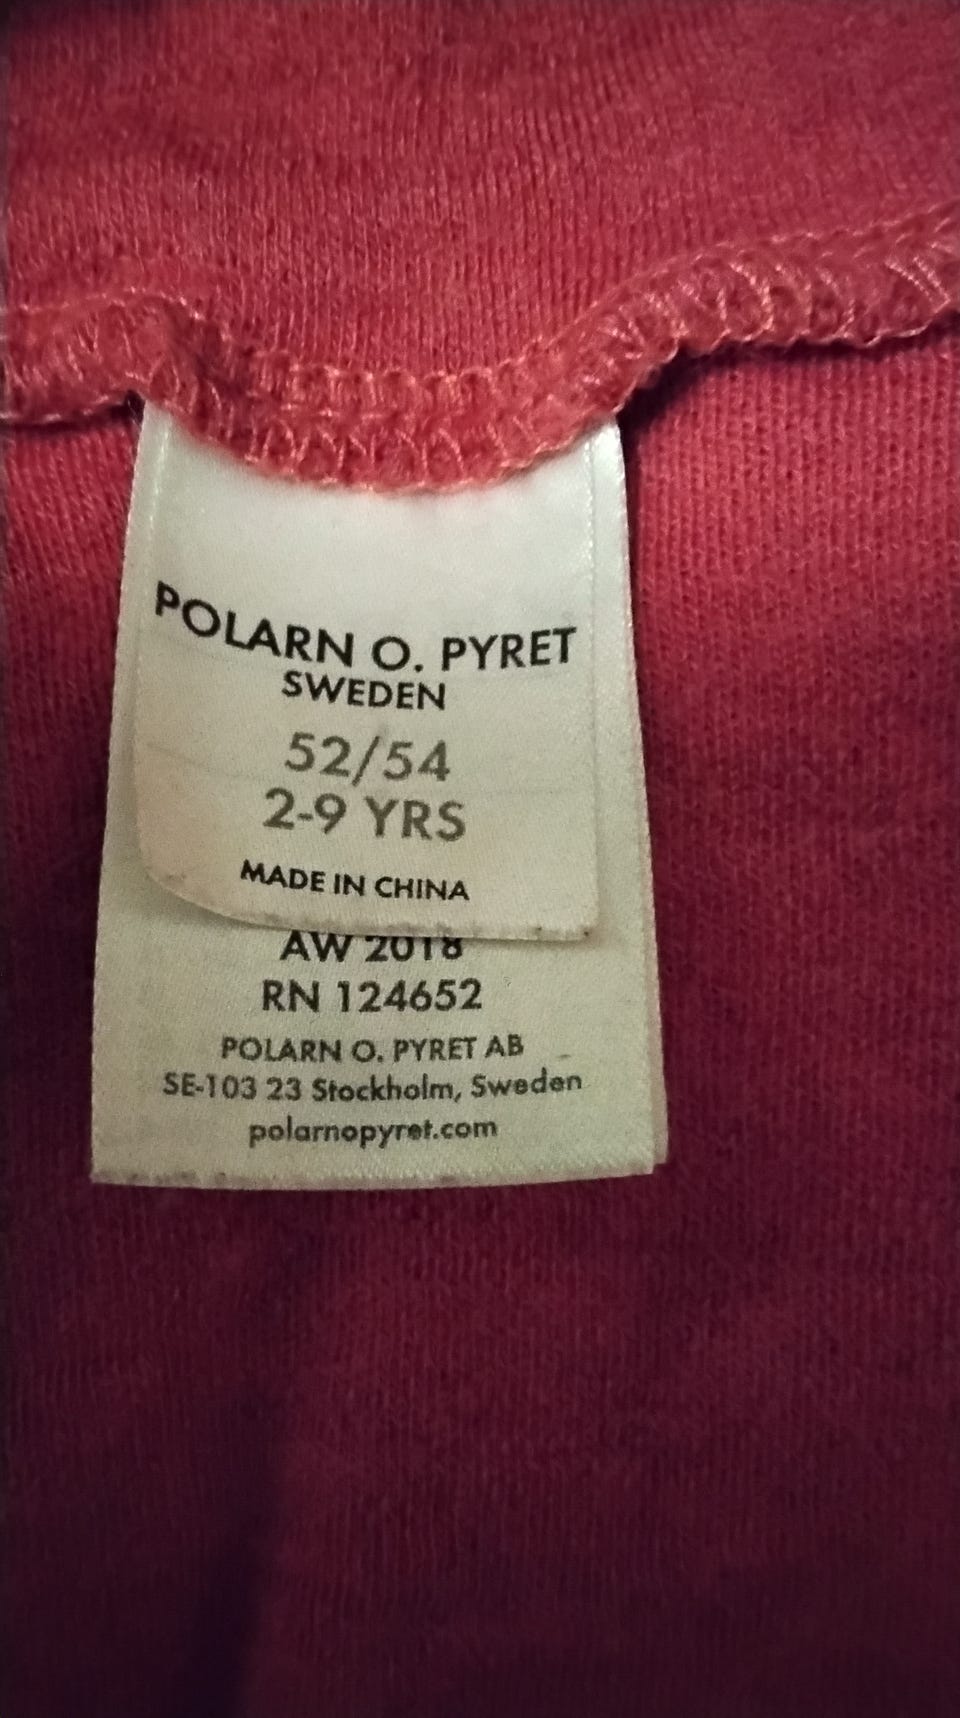 POLARN O. PYRET
SWEDEN
52/54
2-9 YRS
MADE IN CHINA
AW 2018
RN 124652
POLARN O. PYRET AB
SE-103 23 Stockholm, Sweden
polarnopyret.com